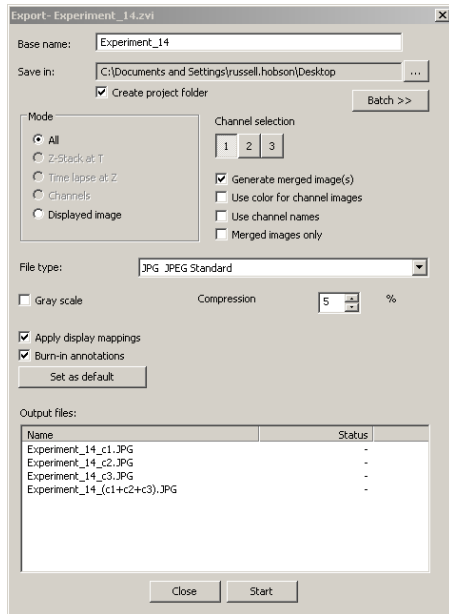 Export- Experiment_14.zvi
Base name: Experiment_14
Save in: C:\Documents and Settings\russell.hobson\Desktop ...
Create project folder
Batch >>
Mode
All
Z-Stack at T
Time lapse at Z
Channels
Displayed image
Channel selection
1 2 3
Generate merged image(s)
Use color for channel images
Use channel names
Merged images only
File type: JPG JPEG Standard
Gray scale Compression 5 %
Apply display mappings
Burn-in annotations
Set as default
Output files:
Name Status
Experiment_14_c1.JPG -
Experiment_14_c2.JPG -
Experiment_14_c3.JPG -
Experiment_14_(c1+c2+c3).JPG -
Close Start